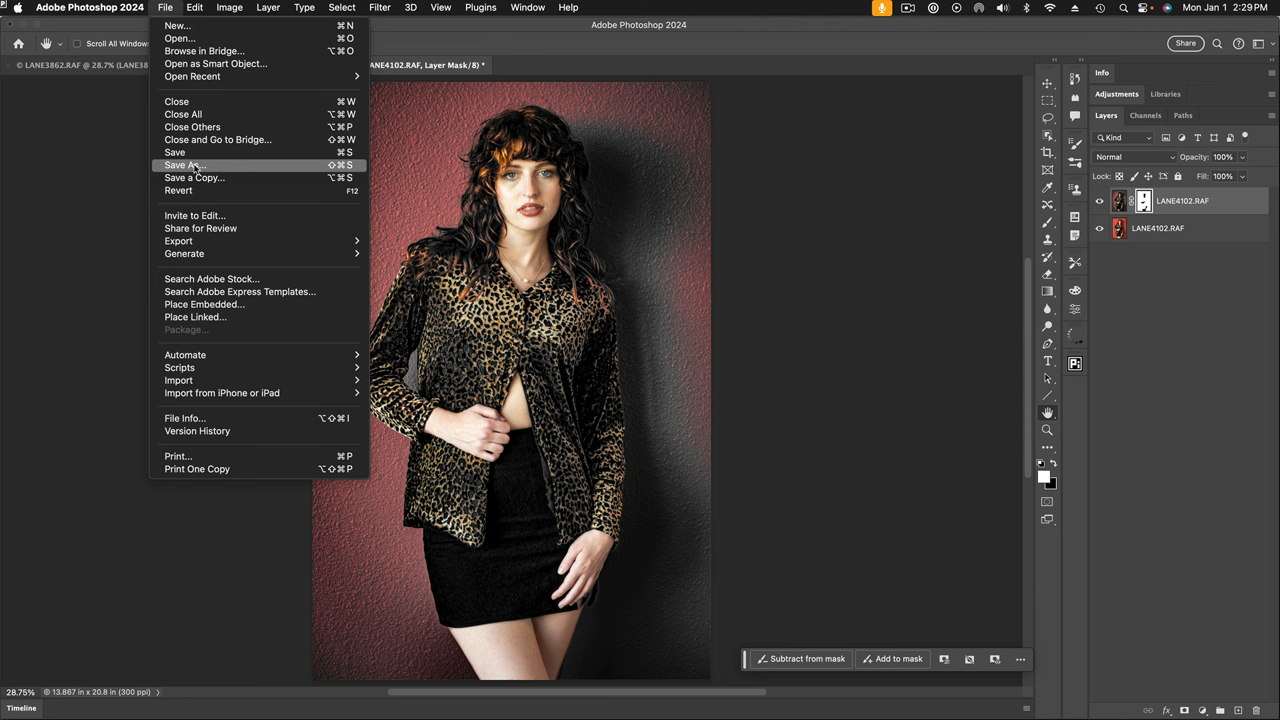 Adobe Photoshop 2024 File Edit Image Layer Type Select Filter 3D View Plugins Window Help Mon Jan 1 2:29 PM
Adobe Photoshop 2024
Scroll All Windows
Share
© LANE3862.RAF @ 28.7% (LANE38
LANE4102.RAF, Layer Mask/8) *
New... ⌘N
Open... ⌘O
Browse in Bridge... ⌥⌘O
Open as Smart Object...
Open Recent
Close ⌘W
Close All ⌥⌘W
Close Others ⌥⌘P
Close and Go to Bridge... ⇧⌘W
Save ⌘S
Save As... ⇧⌘S
Save a Copy... ⌥⌘S
Revert F12
Invite to Edit...
Share for Review
Export
Generate
Search Adobe Stock...
Search Adobe Express Templates...
Place Embedded...
Place Linked...
Package...
Automate
Scripts
Import
Import from iPhone or iPad
File Info... ⌥⇧⌘I
Version History
Print... ⌘P
Print One Copy ⌥⇧⌘P
Info
Adjustments Libraries
Layers Channels Paths
Kind
Normal Opacity: 100%
Lock: Fill: 100%
LANE4102.RAF
LANE4102.RAF
Subtract from mask Add to mask
28.75% 13.867 in x 20.8 in (300 ppi)
Timeline